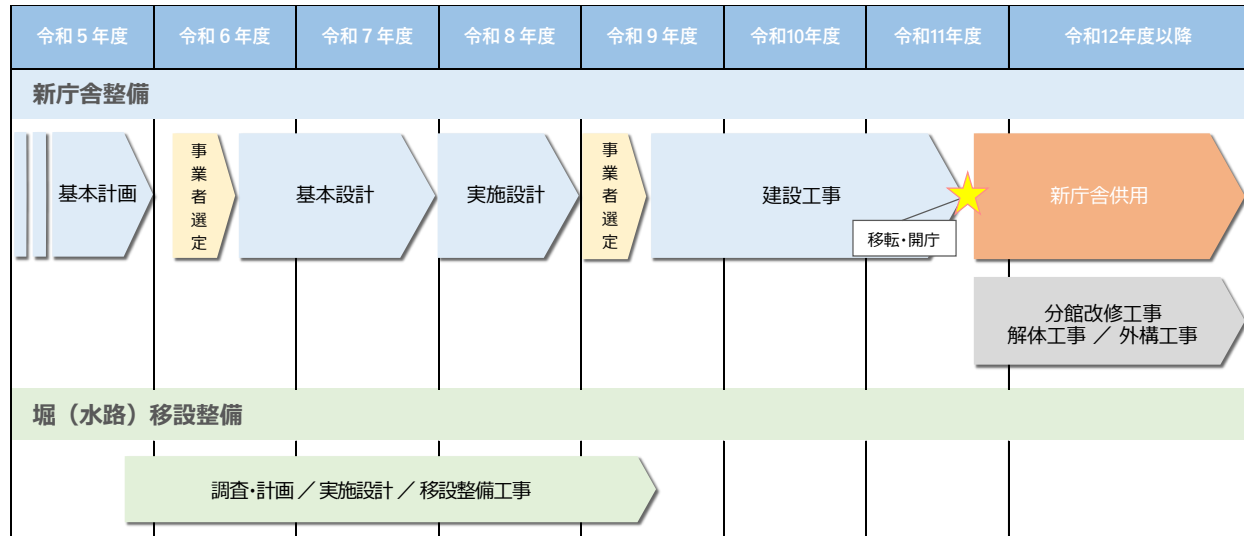 令和５年度
令和６年度
令和７年度
令和８年度
令和９年度
令和10年度
令和11年度
令和12年度以降
新庁舎整備
基本計画
事業者選定
基本設計
実施設計
事業者選定
建設工事
移転・開庁
新庁舎供用
分館改修工事
解体工事 ／ 外構工事
堀（水路）移設整備
調査・計画 ／ 実施設計 ／ 移設整備工事